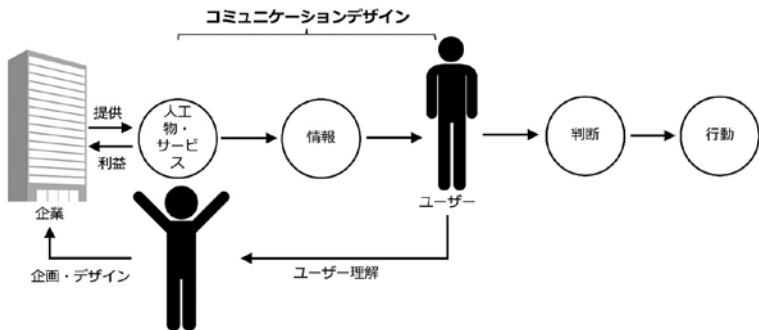 コミュニケーションデザイン
提供
利益
人工
物・
サービ
ス
情報
判断
行動
企業
ユーザー
企画・デザイン
ユーザー理解